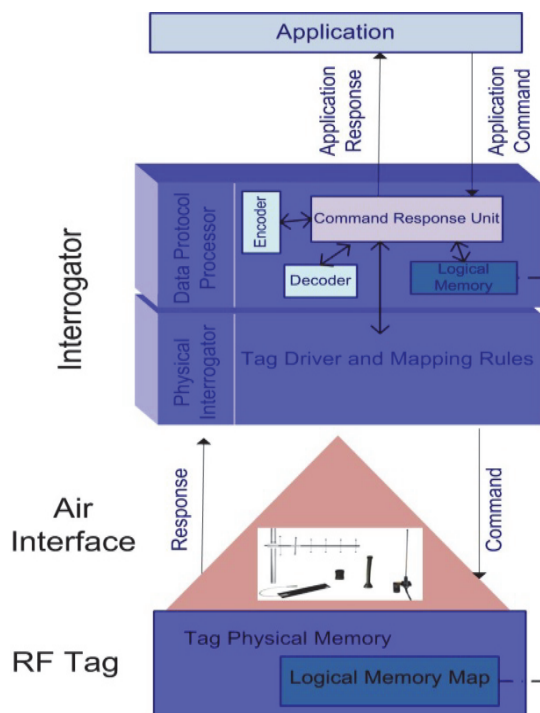 Application
Application
Response
Application
Command
Interrogator
Data Protocol
Processor
Encoder
Command Response Unit
Decoder
Logical
Memory
Physical
Interrogator
Tag Driver and Mapping Rules
Air
Interface
Response
Command
RF Tag
Tag Physical Memory
Logical Memory Map